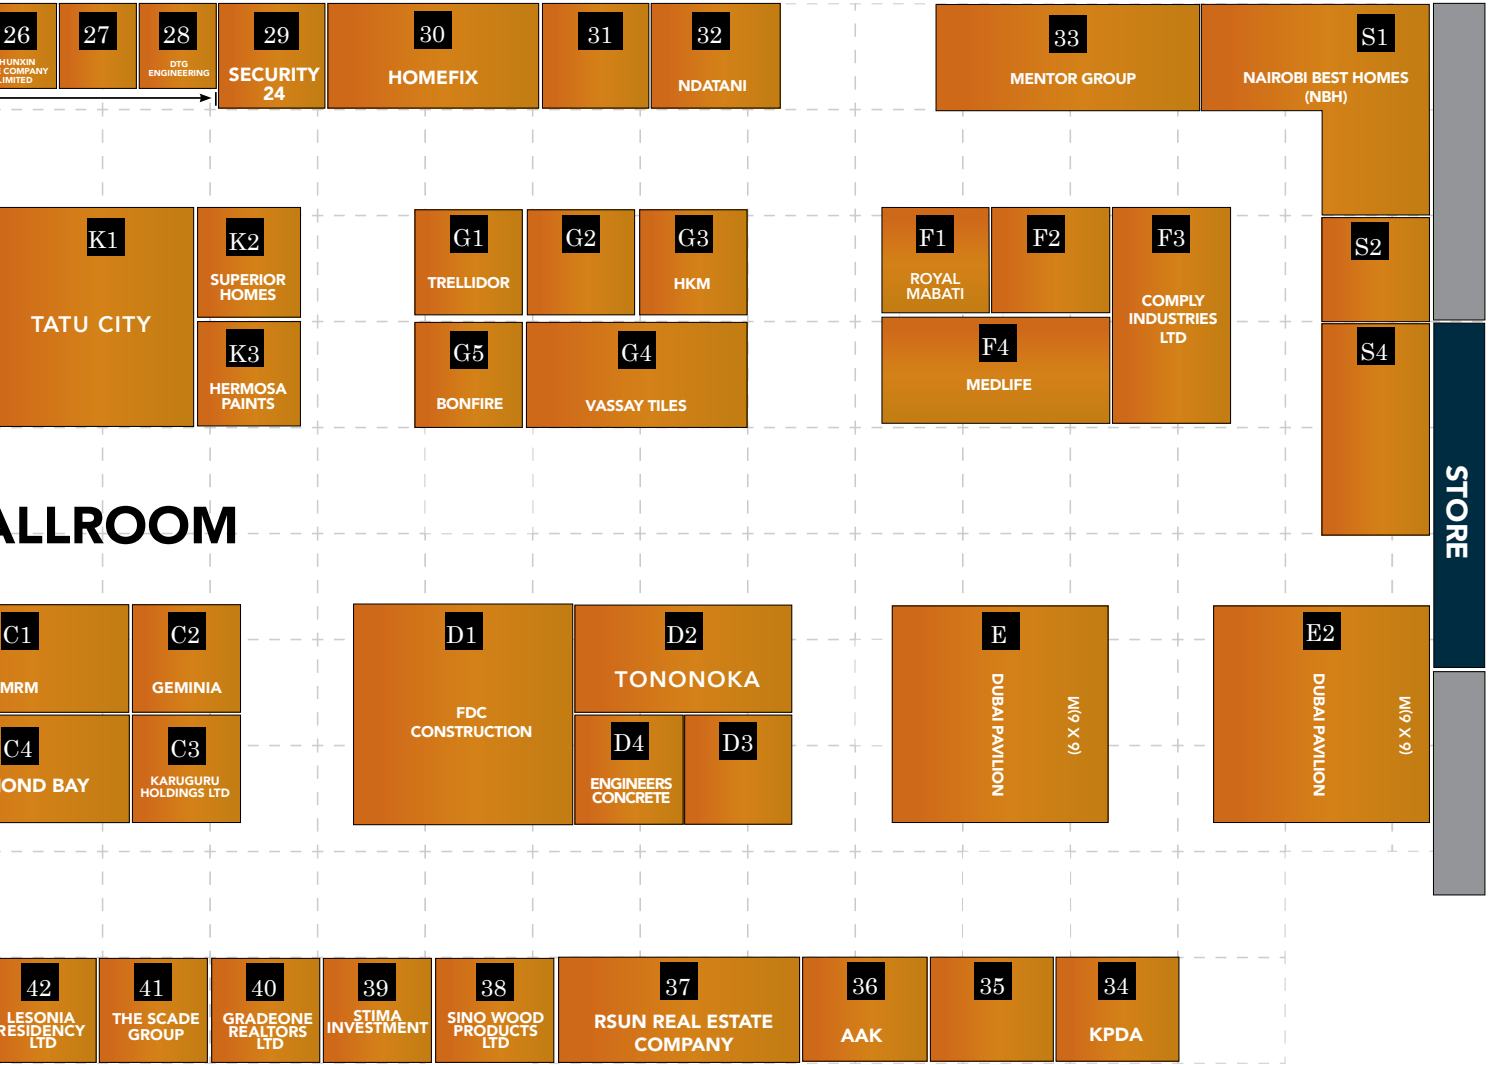 26
27
28
29
30
31
32
33
S1
HUNXIN
COMPANY
LIMITED
DTG
ENGINEERING
SECURITY
24
HOMEFIX
NDATANI
MENTOR GROUP
NAIROBI BEST HOMES
(NBH)
K1
TATU CITY
K2
SUPERIOR
HOMES
K3
HERMOSA
PAINTS
G1
TRELLIDOR
G2
G3
HKM
G5
BONFIRE
G4
VASSAY TILES
F1
ROYAL
MABATI
F2
F3
COMPLY
INDUSTRIES
LTD
F4
MEDLIFE
S2
S4
STORE
ALLROOM
C1
MRM
C2
GEMINIA
C4
OND BAY
C3
KARUGURU
HOLDINGS LTD
D1
FDC
CONSTRUCTION
D2
TONONOKA
D4
ENGINEERS
CONCRETE
D3
E
DUBAI PAVILION
W(9 X 9)
E2
DUBAI PAVILION
W(9 X 9)
42
LESONIA
RESIDENCY
LTD
41
THE SCADE
GROUP
40
GRADEONE
REALTORS
LTD
39
STIMA
INVESTMENT
38
SINO WOOD
PRODUCTS
LTD
37
RSUN REAL ESTATE
COMPANY
36
AAK
35
34
KPDA